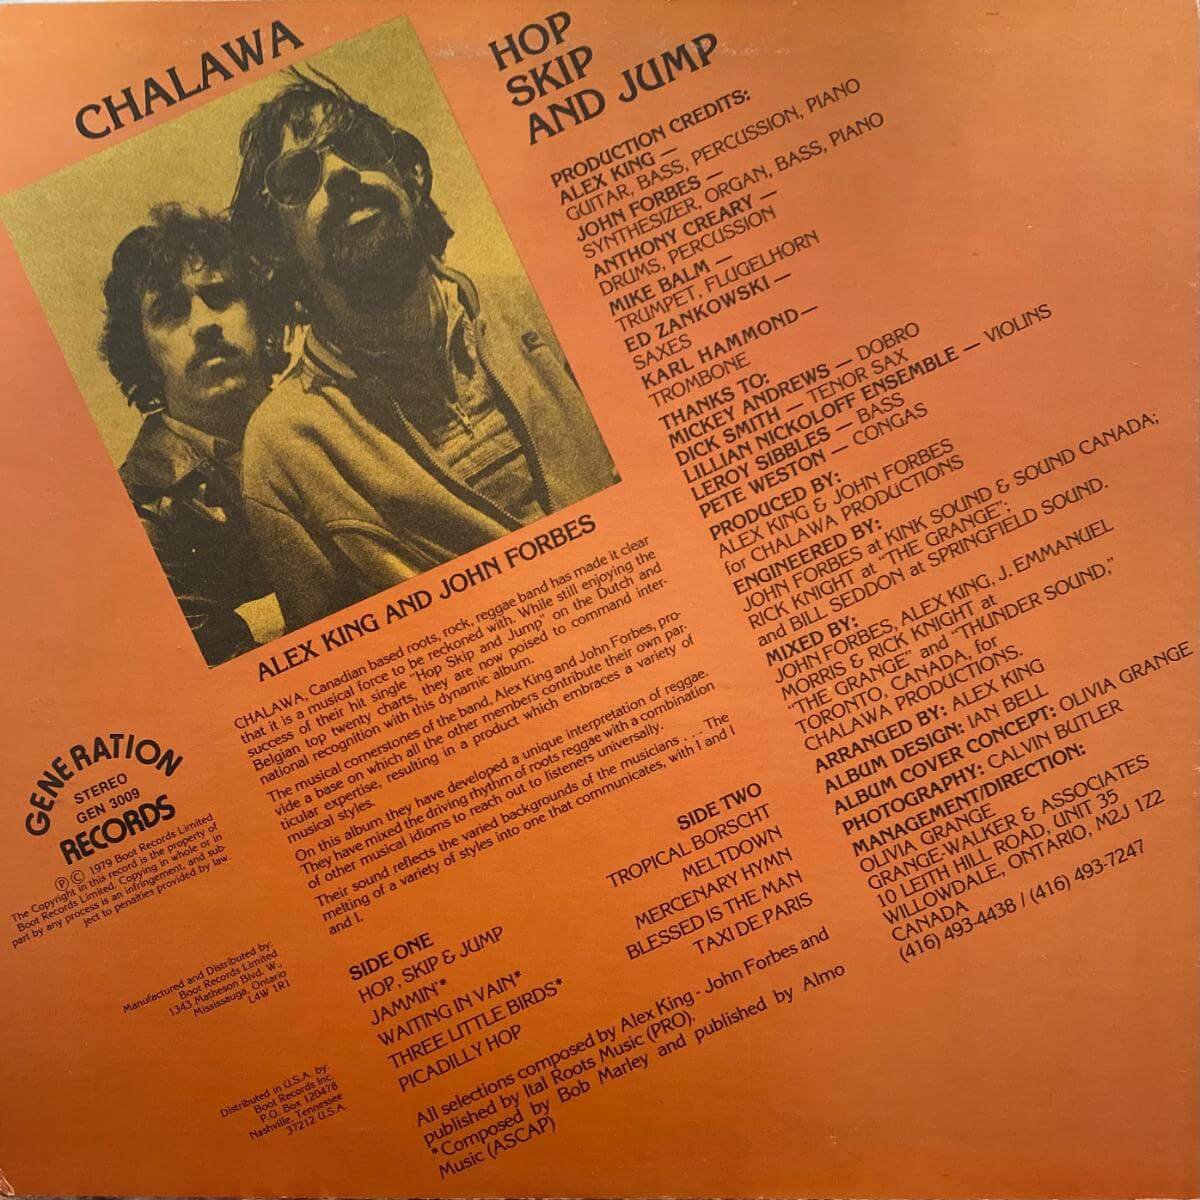 CHALAWA
HOP
SKIP
AND JUMP
PRODUCTION CREDITS:
ALEX KING —
GUITAR, BASS, PERCUSSION, PIANO
JOHN FORBES —
SYNTHESIZER, ORGAN, BASS, PIANO
ANTHONY CREARY —
DRUMS, PERCUSSION
MIKE BALM —
TRUMPET, FLUGELHORN
ED ZANKOWSKI —
SAXES
KARL HAMMOND—
TROMBONE
THANKS TO:
MICKEY ANDREWS — DOBRO
DICK SMITH — TENOR SAX
LILLIAN NICKOLOFF ENSEMBLE — VIOLINS
LEROY SIBBLES — BASS
PETE WESTON — CONGAS
PRODUCED BY:
ALEX KING & JOHN FORBES
for CHALAWA PRODUCTIONS
ENGINEERED BY:
JOHN FORBES at KINK SOUND & SOUND CANADA;
RICK KNIGHT at "THE GRANGE";
and BILL SEDDON at SPRINGFIELD SOUND.
MIXED BY:
JOHN FORBES, ALEX KING, J. EMMANUEL
MORRIS & RICK KNIGHT at
"THE GRANGE" and "THUNDER SOUND,"
TORONTO, CANADA, for
CHALAWA PRODUCTIONS.
ARRANGED BY: ALEX KING
ALBUM DESIGN: IAN BELL
ALBUM COVER CONCEPT: OLIVIA GRANGE
PHOTOGRAPHY: CALVIN BUTLER
MANAGEMENT/DIRECTION:
OLIVIA GRANGE
GRANGE-WALKER & ASSOCIATES
10 LEITH HILL ROAD, UNIT 35
WILLOWDALE, ONTARIO, M2J 1Z2
CANADA
(416) 493-4438 / (416) 493-7247
ALEX KING AND JOHN FORBES
CHALAWA, Canadian based roots, rock, reggae band has made it clear
that it is a musical force to be reckoned with. While still enjoying the
success of their hit single "Hop Skip and Jump' on the Dutch and
Belgian top twenty charts, they are now poised to command inter-
national recognition with this dynamic album.
The musical cornerstones of the band, Alex King and John Forbes, pro-
vide a base on which all the other members contribute their own par-
ticular expertise, resulting in a product which embraces a variety of
musical styles.
On this album they have developed a unique interpretation of reggae.
They have mixed the driving rhythm of roots reggae with a combination
of other musical idioms to reach out to listeners universally.
Their sound reflects the varied backgrounds of the musicians . . . The
melting of a variety of styles into one that communicates, with I and I
and I.
GENERATION
STEREO
GEN 3009
RECORDS
Ⓟ © 1979 Boot Records Limited
The Copyright in this record is the property of
Boot Records Limited. Copying in whole or in
part by any process is an infringement, and sub-
ject to penalties provided by law.
Manufactured and Distributed by:
Boot Records Limited
1343 Matheson Blvd. W.,
Mississauga, Ontario
L4W 1R1
Distributed in U.S.A. by:
Boot Records Inc.
P.O. Box 120478
Nashville, Tennessee
37212 U.S.A.
SIDE ONE
HOP, SKIP & JUMP
JAMMIN'*
WAITING IN VAIN*
THREE LITTLE BIRDS*
PICADILLY HOP
SIDE TWO
TROPICAL BORSCHT
MELTDOWN
MERCENARY HYMN
BLESSED IS THE MAN
TAXI DE PARIS
All selections composed by Alex King - John Forbes and
published by Ital Roots Music (PRO).
*Composed by Bob Marley and published by Almo
Music (ASCAP)